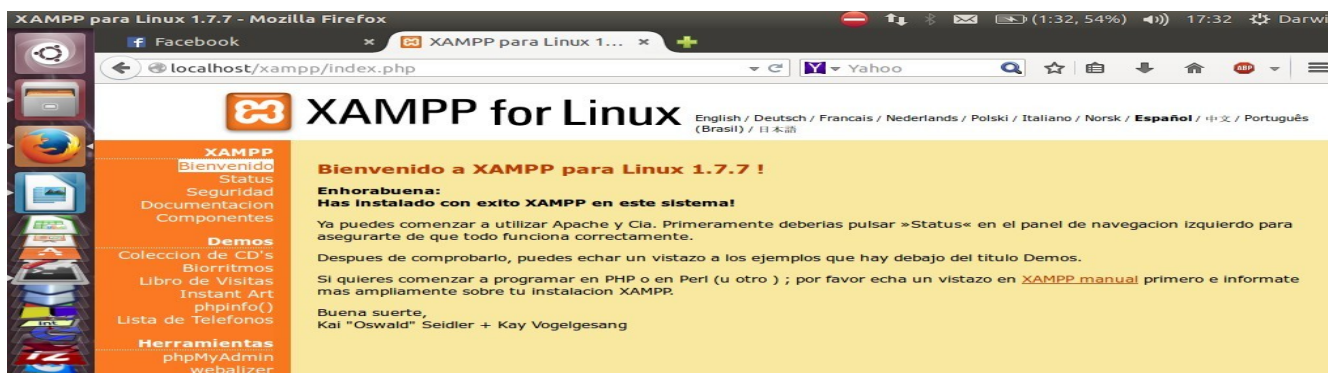 XAMPP para Linux 1.7.7 - Mozilla Firefox
(1:32, 54%) 17:32 Darwi
Facebook
XAMPP para Linux 1...
localhost/xampp/index.php
Yahoo
ABP
XAMPP for Linux
English / Deutsch / Francais / Nederlands / Polski / Italiano / Norsk / Español / 中文 / Português
(Brasil) / 日本語
XAMPP
Bienvenido
Status
Seguridad
Documentacion
Componentes
Demos
Coleccion de CD's
Biorritmos
Libro de Visitas
Instant Art
phpinfo()
Lista de Telefonos
Herramientas
phpMyAdmin
webalizer
Bienvenido a XAMPP para Linux 1.7.7 !
Enhorabuena:
Has instalado con exito XAMPP en este sistema!
Ya puedes comenzar a utilizar Apache y Cia. Primeramente deberias pulsar »Status« en el panel de navegacion izquierdo para
asegurarte de que todo funciona correctamente.
Despues de comprobarlo, puedes echar un vistazo a los ejemplos que hay debajo del titulo Demos.
Si quieres comenzar a programar en PHP o en Perl (u otro ) ; por favor echa un vistazo en XAMPP manual primero e informate
mas ampliamente sobre tu instalacion XAMPP.
Buena suerte,
Kai "Oswald" Seidler + Kay Vogelgesang